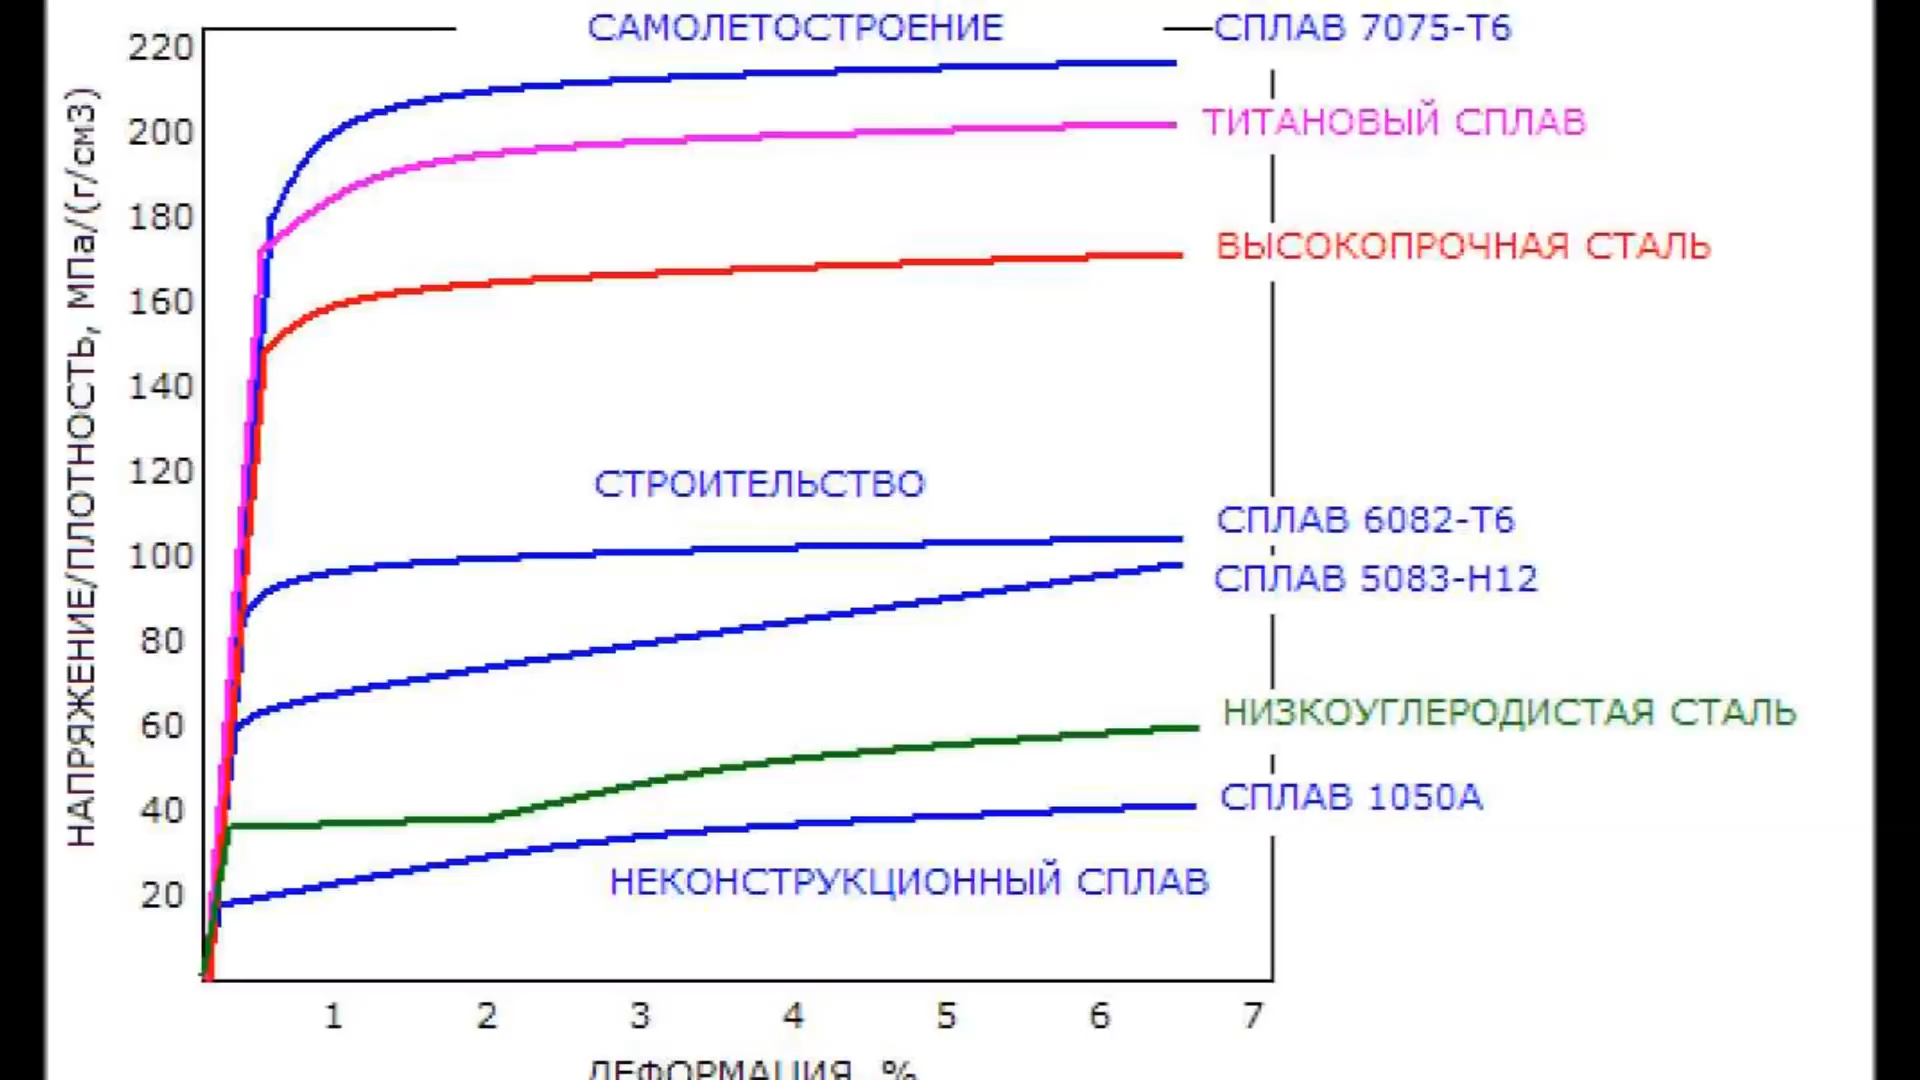 САМОЛЕТОСТРОЕНИЕ
СПЛАВ 7075-Т6
ТИТАНОВЫЙ СПЛАВ
ВЫСОКОПРОЧНАЯ СТАЛЬ
СТРОИТЕЛЬСТВО
СПЛАВ 6082-Т6
СПЛАВ 5083-Н12
НИЗКОУГЛЕРОДИСТАЯ СТАЛЬ
СПЛАВ 1050А
НЕКОНСТРУКЦИОННЫЙ СПЛАВ
НАПРЯЖЕНИЕ/ПЛОТНОСТЬ, МПа/(г/см3)
220
200
180
160
140
120
100
80
60
40
20
1 2 3 4 5 6 7
ДЕФОРМАЦИЯ, %